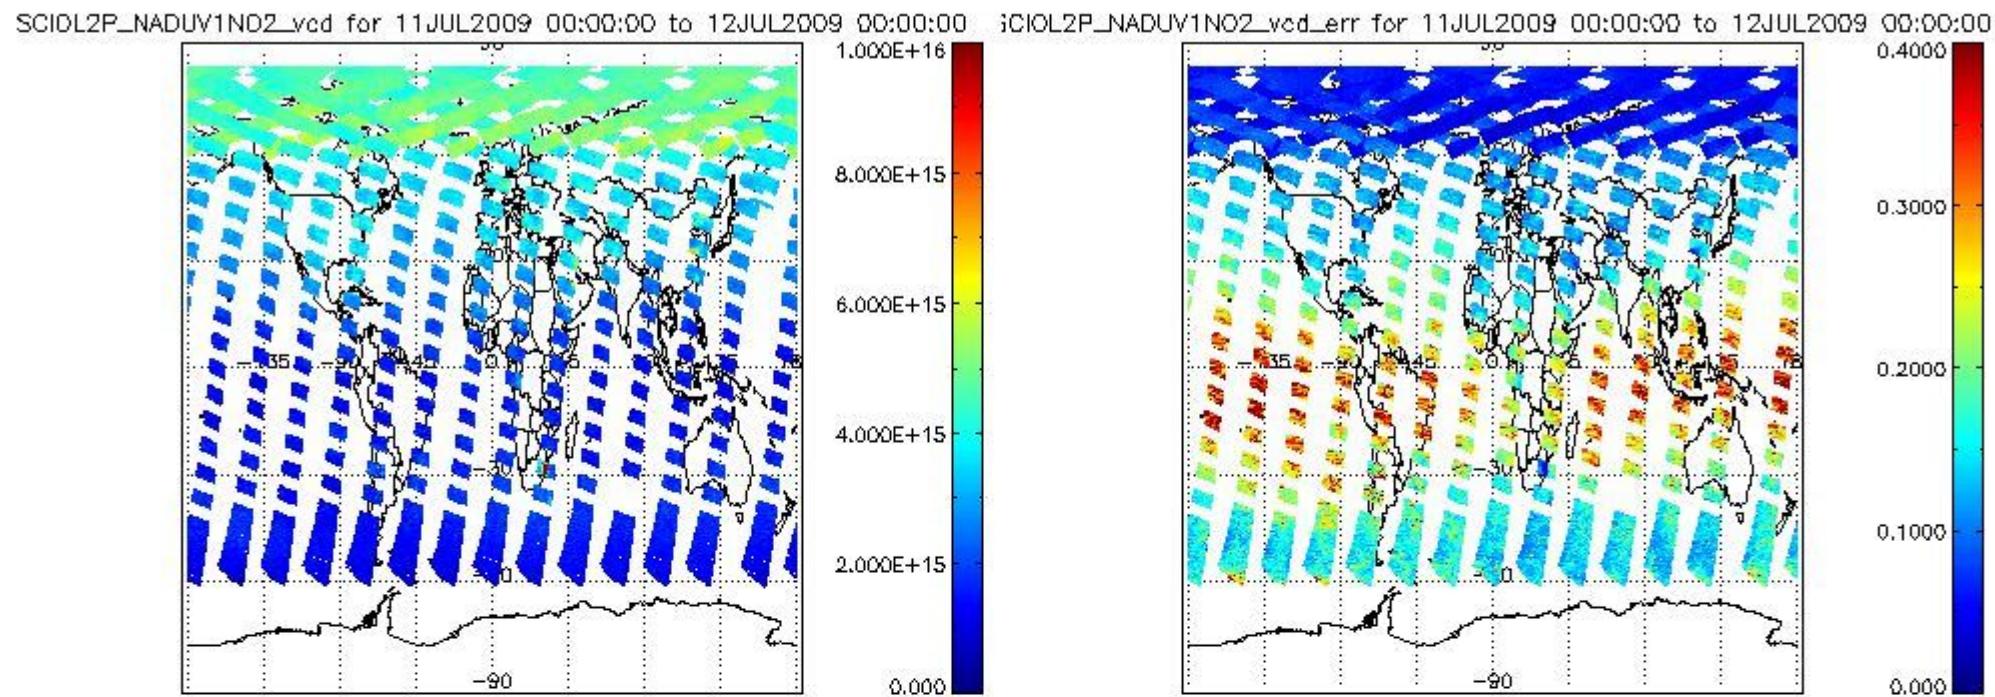 SCIOL2P_NADUV1NO2_vcd for 11JUL2009 00:00:00 to 12JUL2009 00:00:00
1.000E+16
8.000E+15
6.000E+15
4.000E+15
2.000E+15
0.000
-30
-90
SCIOL2P_NADUV1NO2_vcd_err for 11JUL2009 00:00:00 to 12JUL2009 00:00:00
0.4000
0.3000
0.2000
0.1000
0.000
-30
-90